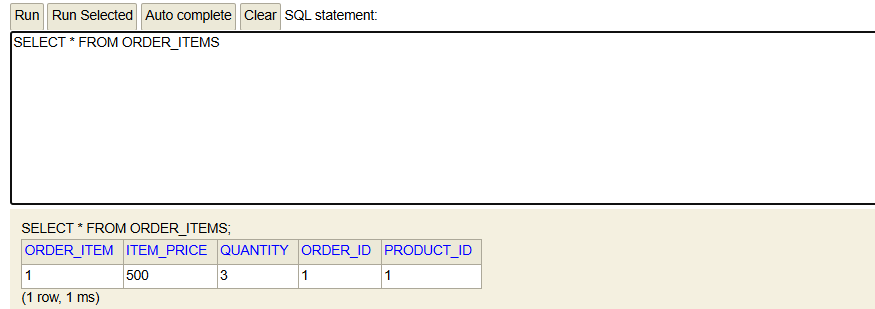 Run Run Selected Auto complete Clear SQL statement:
SELECT * FROM ORDER_ITEMS
SELECT * FROM ORDER_ITEMS;
ORDER_ITEM ITEM_PRICE QUANTITY ORDER_ID PRODUCT_ID
1 500 3 1 1
(1 row, 1 ms)